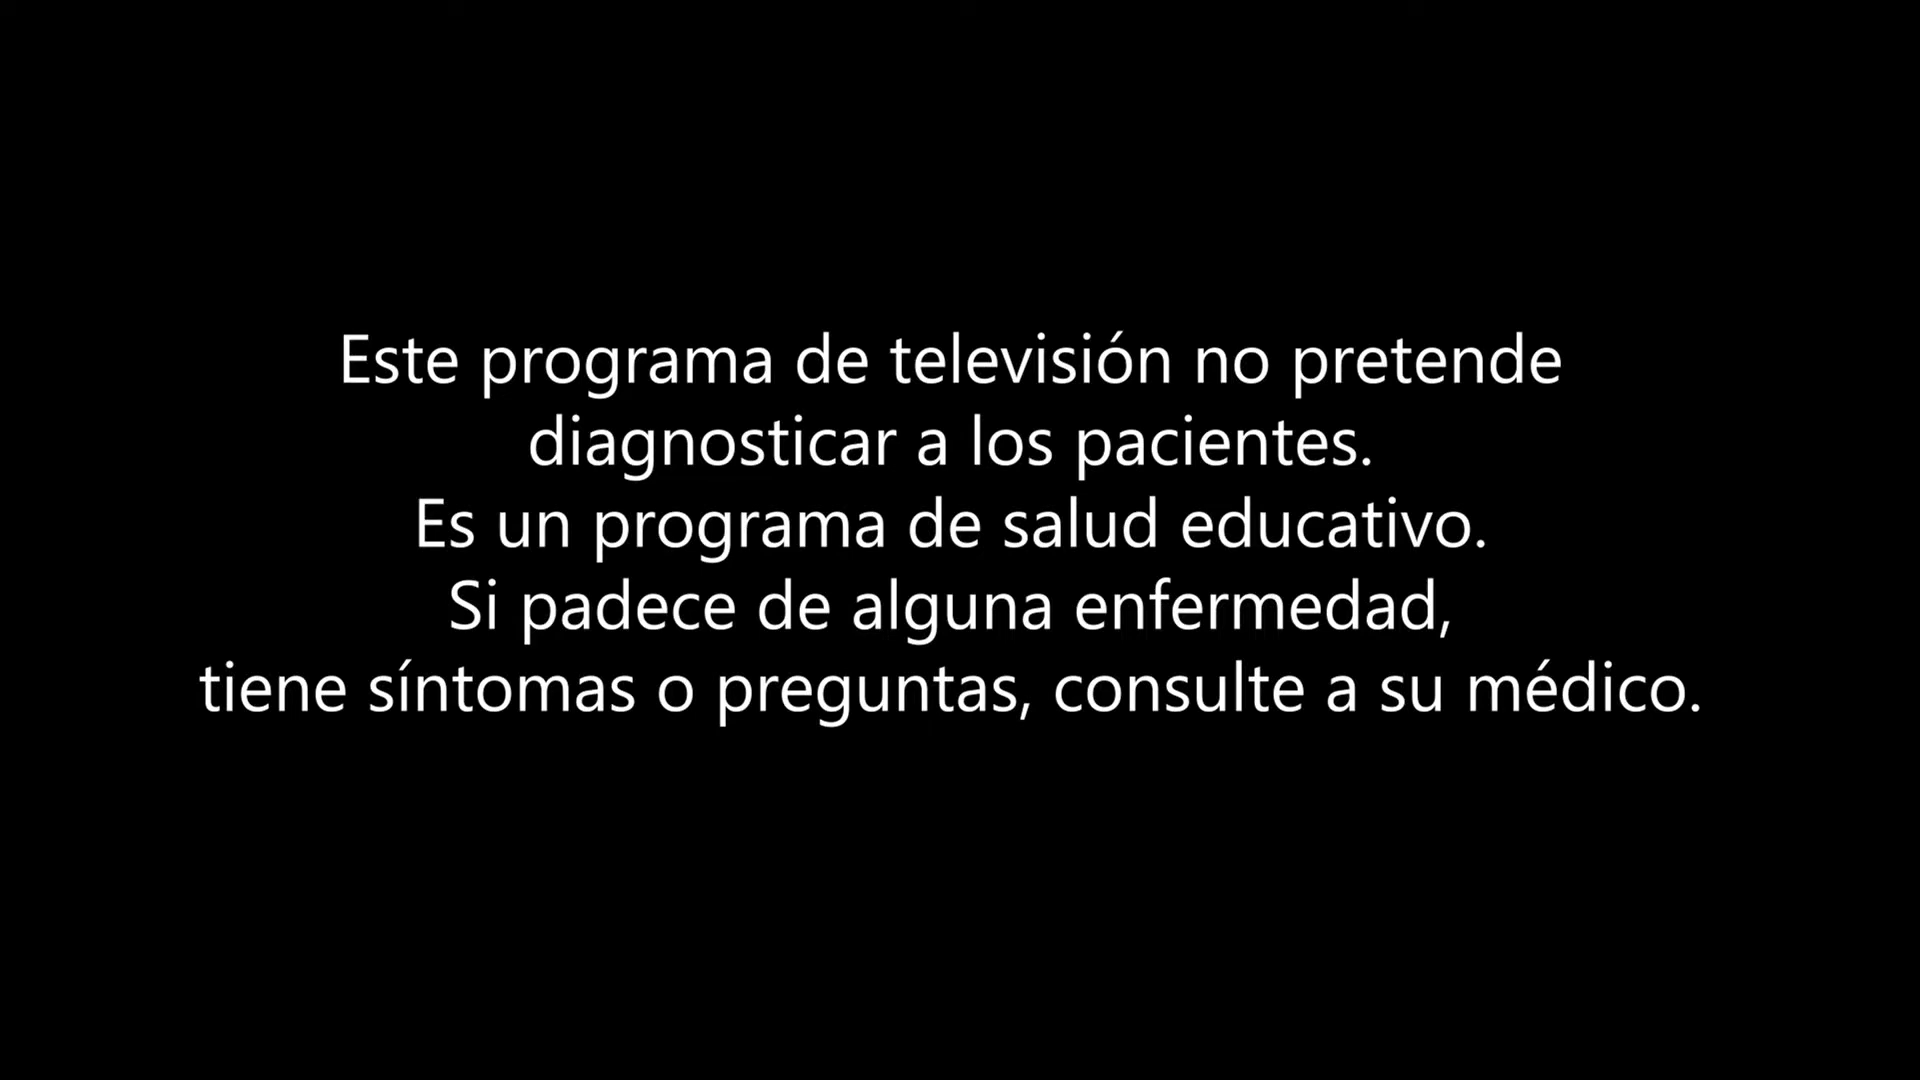 Este programa de televisión no pretende
diagnosticar a los pacientes.
Es un programa de salud educativo.
Si padece de alguna enfermedad,
tiene síntomas o preguntas, consulte a su médico.